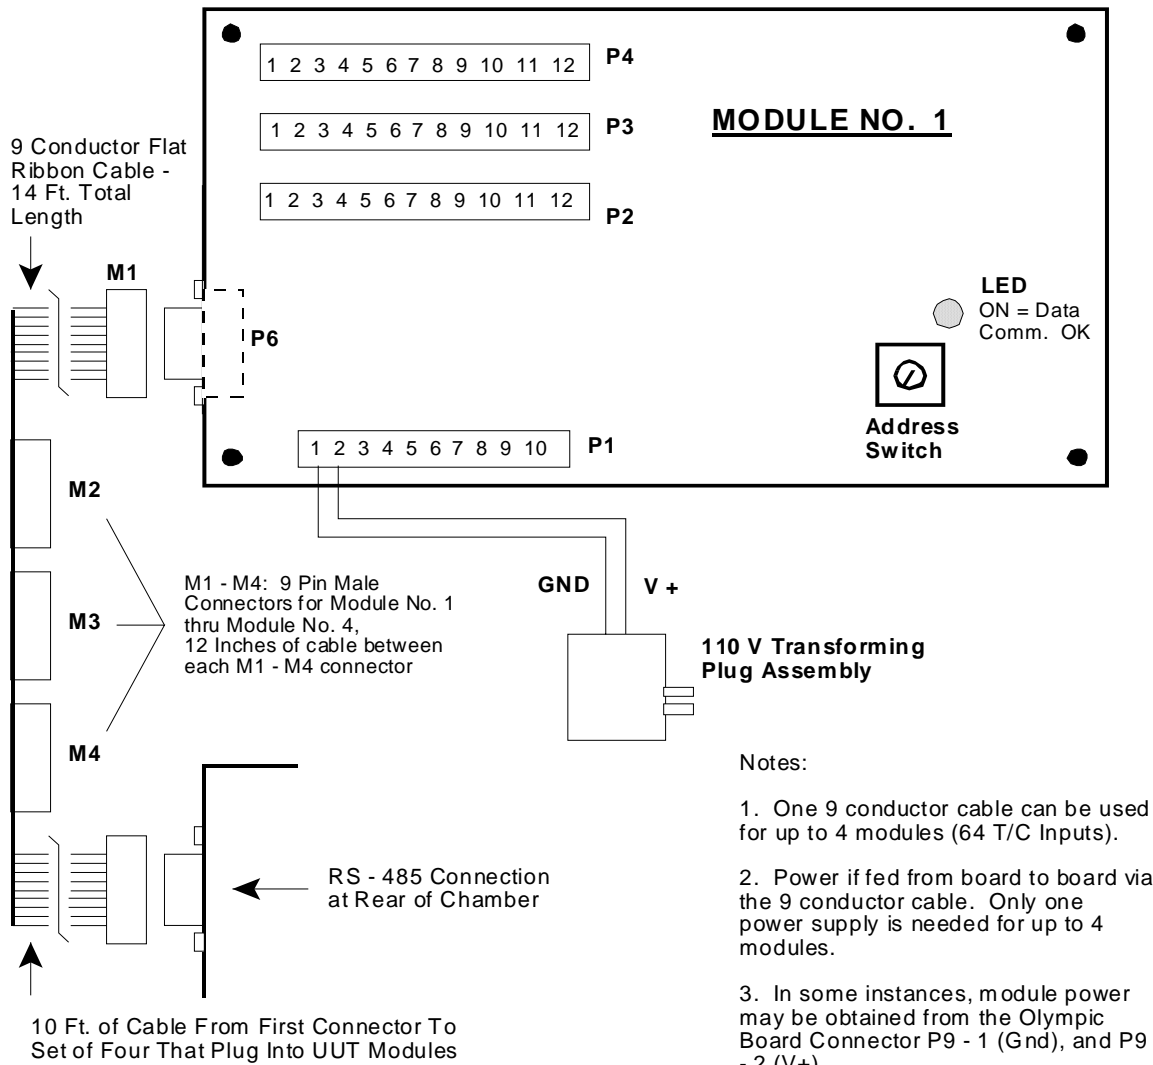 1 2 3 4 5 6 7 8 9 10 11 12
P4
1 2 3 4 5 6 7 8 9 10 11 12
P3
1 2 3 4 5 6 7 8 9 10 11 12
P2
MODULE NO. 1
9 Conductor Flat
Ribbon Cable -
14 Ft. Total
Length
M1
P6
LED
ON = Data
Comm. OK
Address
Switch
1 2 3 4 5 6 7 8 9 10
P1
M2
M3
M4
M1 - M4: 9 Pin Male
Connectors for Module No. 1
thru Module No. 4,
12 Inches of cable between
each M1 - M4 connector
GND
V +
110 V Transforming
Plug Assembly
RS - 485 Connection
at Rear of Chamber
10 Ft. of Cable From First Connector To
Set of Four That Plug Into UUT Modules
Notes:
1. One 9 conductor cable can be used
for up to 4 modules (64 T/C Inputs).
2. Power if fed from board to board via
the 9 conductor cable. Only one
power supply is needed for up to 4
modules.
3. In some instances, module power
may be obtained from the Olympic
Board Connector P9 - 1 (Gnd), and P9
- 2 (V+)